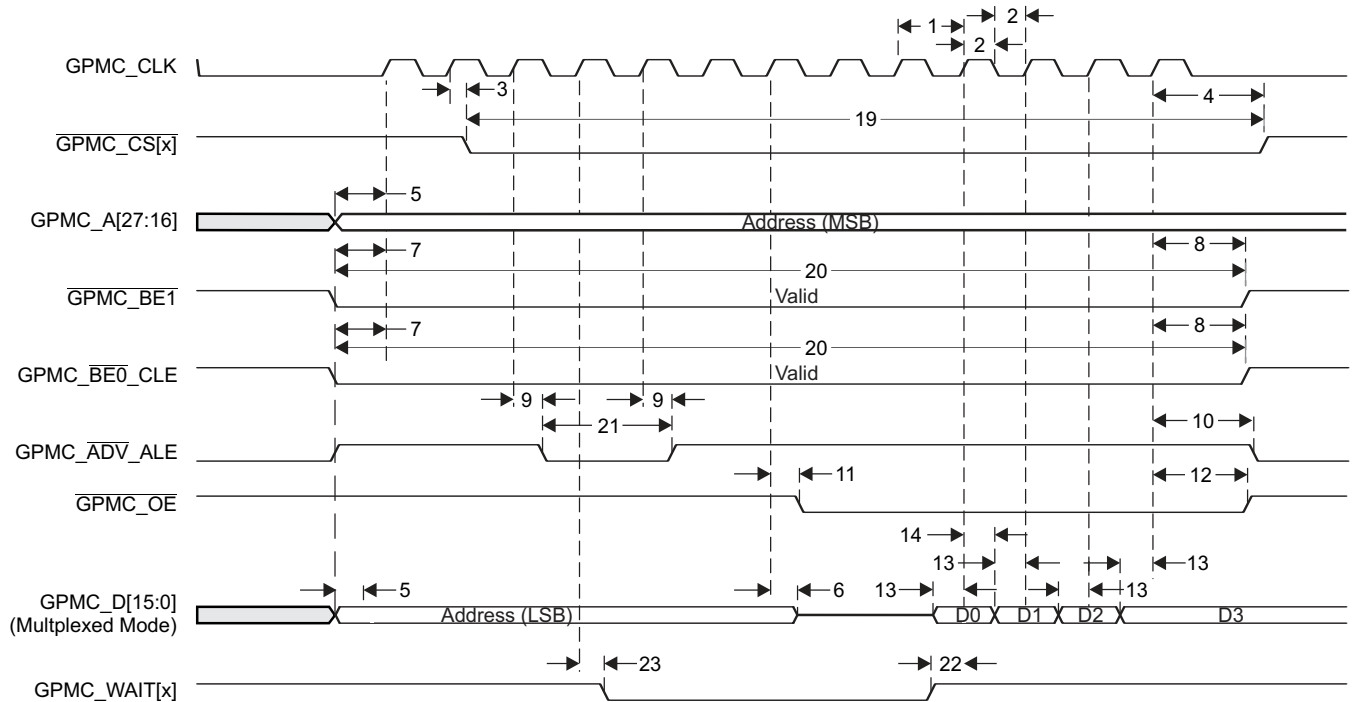 1
2
2
GPMC_CLK
3
4
19
GPMC_CS[x]
5
GPMC_A[27:16]
Address (MSB)
7
8
20
GPMC_BE1
Valid
7
8
20
GPMC_BE0_CLE
Valid
9
9
21
10
GPMC_ADV_ALE
11
12
GPMC_OE
14
13
13
5
6
13
13
GPMC_D[15:0]
(Multplexed Mode)
Address (LSB)
D0
D1
D2
D3
23
22
GPMC_WAIT[x]